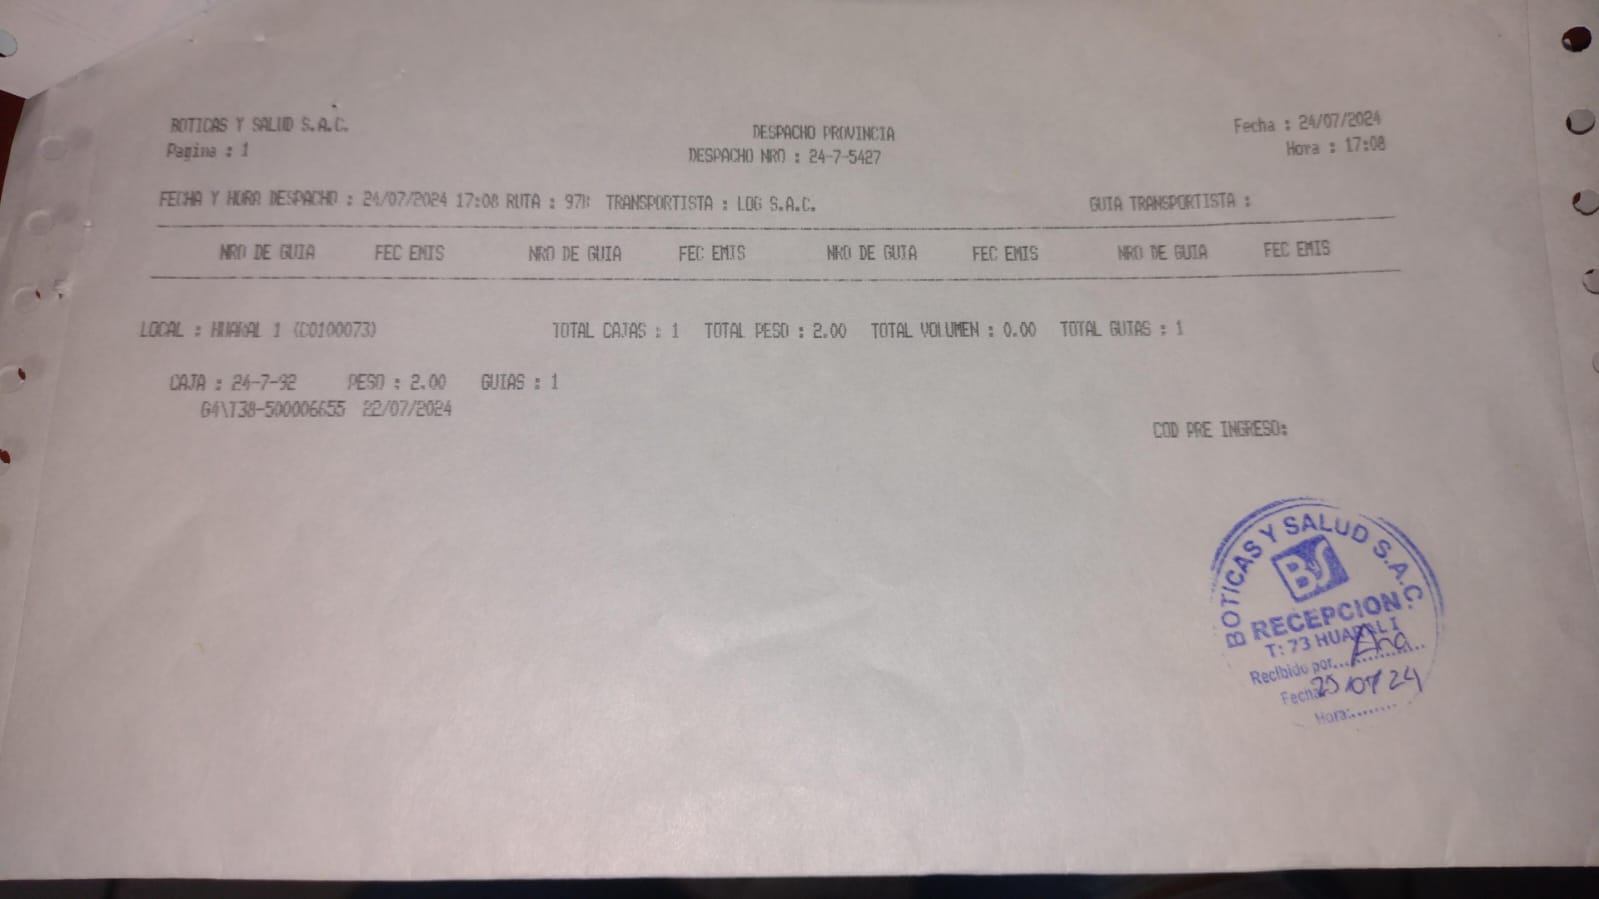 BOTICAS Y SALUD S.A.C.
Pagina : 1
DESPACHO PROVINCIA
DESPACHO NRO : 24-7-5427
Fecha : 24/07/2024
Hora : 17:08
FECHA Y HORA DESPACHO : 24/07/2024 17:08 RUTA : 97B TRANSPORTISTA : LOG S.A.C. GUIA TRANSPORTISTA :
NRO DE GUIA FEC EMIS NRO DE GUIA FEC EMIS NRO DE GUIA FEC EMIS NRO DE GUIA FEC EMIS
LOCAL : HUARAL 1 (C0100073) TOTAL CAJAS : 1 TOTAL PESO : 2.00 TOTAL VOLUMEN : 0.00 TOTAL GUIAS : 1
CAJA : 24-7-92 PESO : 2.00 GUIAS : 1
G4\T38-500006655 22/07/2024
COD PRE INGRESO:
BOTICAS Y SALUD S.A.C.
BS
RECEPCION
T: 73 HUARAL I
Recibido por... Ana
Fecha 25/07/24
Hora:........